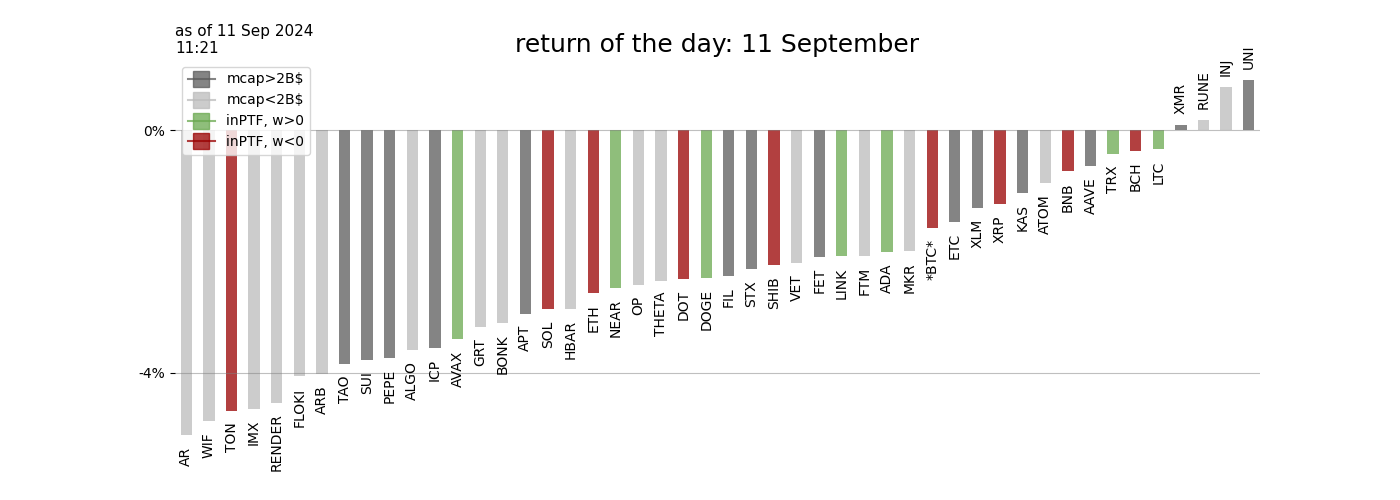 as of 11 Sep 2024
11:21
return of the day: 11 September
mcap>2B$
mcap<2B$
inPTF, w>0
inPTF, w<0
0%
-4%
AR
WIF
TON
IMX
RENDER
FLOKI
ARB
TAO
SUI
PEPE
ALGO
ICP
AVAX
GRT
BONK
APT
SOL
HBAR
ETH
NEAR
OP
THETA
DOT
DOGE
FIL
STX
SHIB
VET
FET
LINK
FTM
ADA
MKR
*BTC*
ETC
XLM
XRP
KAS
ATOM
BNB
AAVE
TRX
BCH
LTC
XMR
RUNE
INJ
UNI